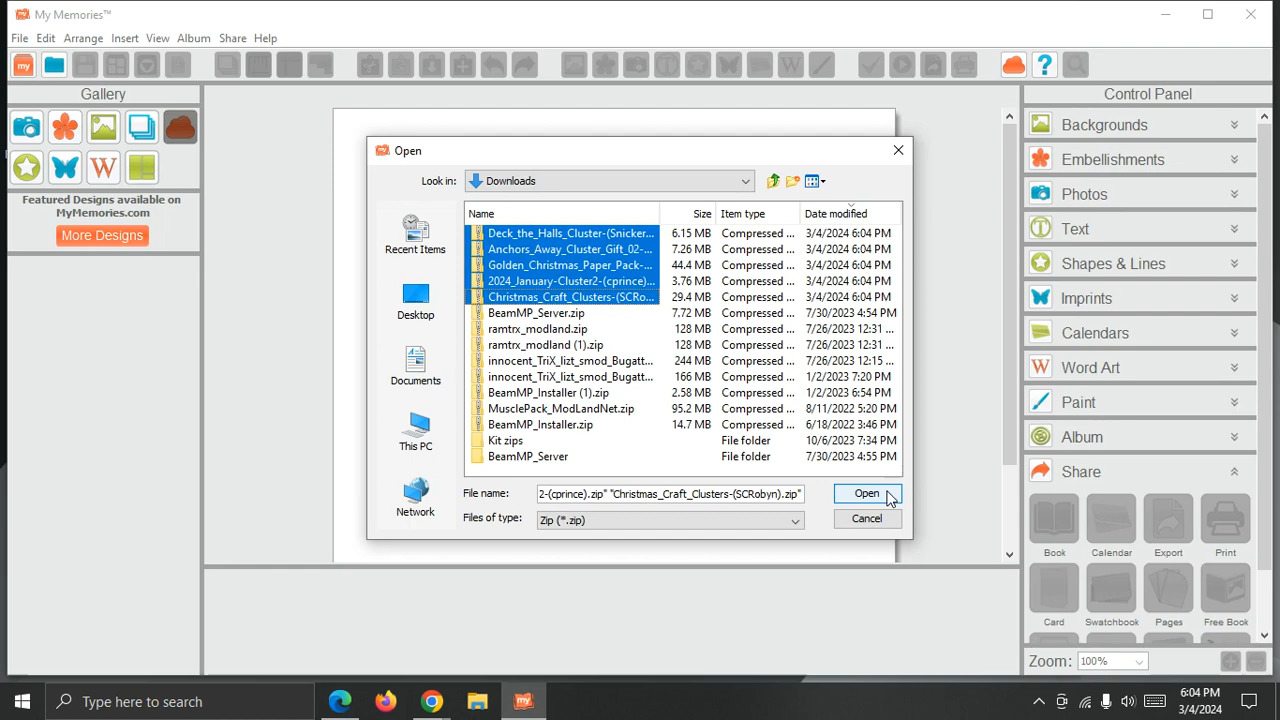 My Memories™
File Edit Arrange Insert View Album Share Help
Gallery
Featured Designs available on
MyMemories.com
More Designs
Open
Look in: Downloads
Recent Items
Desktop
Documents
This PC
Network
Name Size Item type Date modified
Deck_the_Halls_Cluster-(Snicker... 6.15 MB Compressed ... 3/4/2024 6:04 PM
Anchors_Away_Cluster_Gift_02-... 7.26 MB Compressed ... 3/4/2024 6:04 PM
Golden_Christmas_Paper_Pack-... 44.4 MB Compressed ... 3/4/2024 6:04 PM
2024_January-Cluster2-(cprince)... 3.76 MB Compressed ... 3/4/2024 6:04 PM
Christmas_Craft_Clusters-(SCRo... 29.4 MB Compressed ... 3/4/2024 6:04 PM
BeamMP_Server.zip 7.72 MB Compressed ... 7/30/2023 4:54 PM
ramtrx_modland.zip 128 MB Compressed ... 7/26/2023 12:31 ...
ramtrx_modland (1).zip 128 MB Compressed ... 7/26/2023 12:31 ...
innocent_TriX_lizt_smod_Bugatt... 244 MB Compressed ... 7/26/2023 12:15 ...
innocent_TriX_lizt_smod_Bugatt... 166 MB Compressed ... 1/2/2023 7:20 PM
BeamMP_Installer (1).zip 2.58 MB Compressed ... 1/2/2023 6:54 PM
MusclePack_ModLandNet.zip 95.2 MB Compressed ... 8/11/2022 5:20 PM
BeamMP_Installer.zip 14.7 MB Compressed ... 6/18/2022 3:46 PM
Kit zips File folder 10/6/2023 7:34 PM
BeamMP_Server File folder 7/30/2023 4:55 PM
File name: 2-(cprince).zip" "Christmas_Craft_Clusters-(SCRobyn).zip" Open
Files of type: Zip (*.zip) Cancel
Control Panel
Backgrounds
Embellishments
Photos
Text
Shapes & Lines
Imprints
Calendars
Word Art
Paint
Album
Share
Book Calendar Export Print
Card Swatchbook Pages Free Book
Zoom: 100%
Type here to search
6:04 PM
3/4/2024